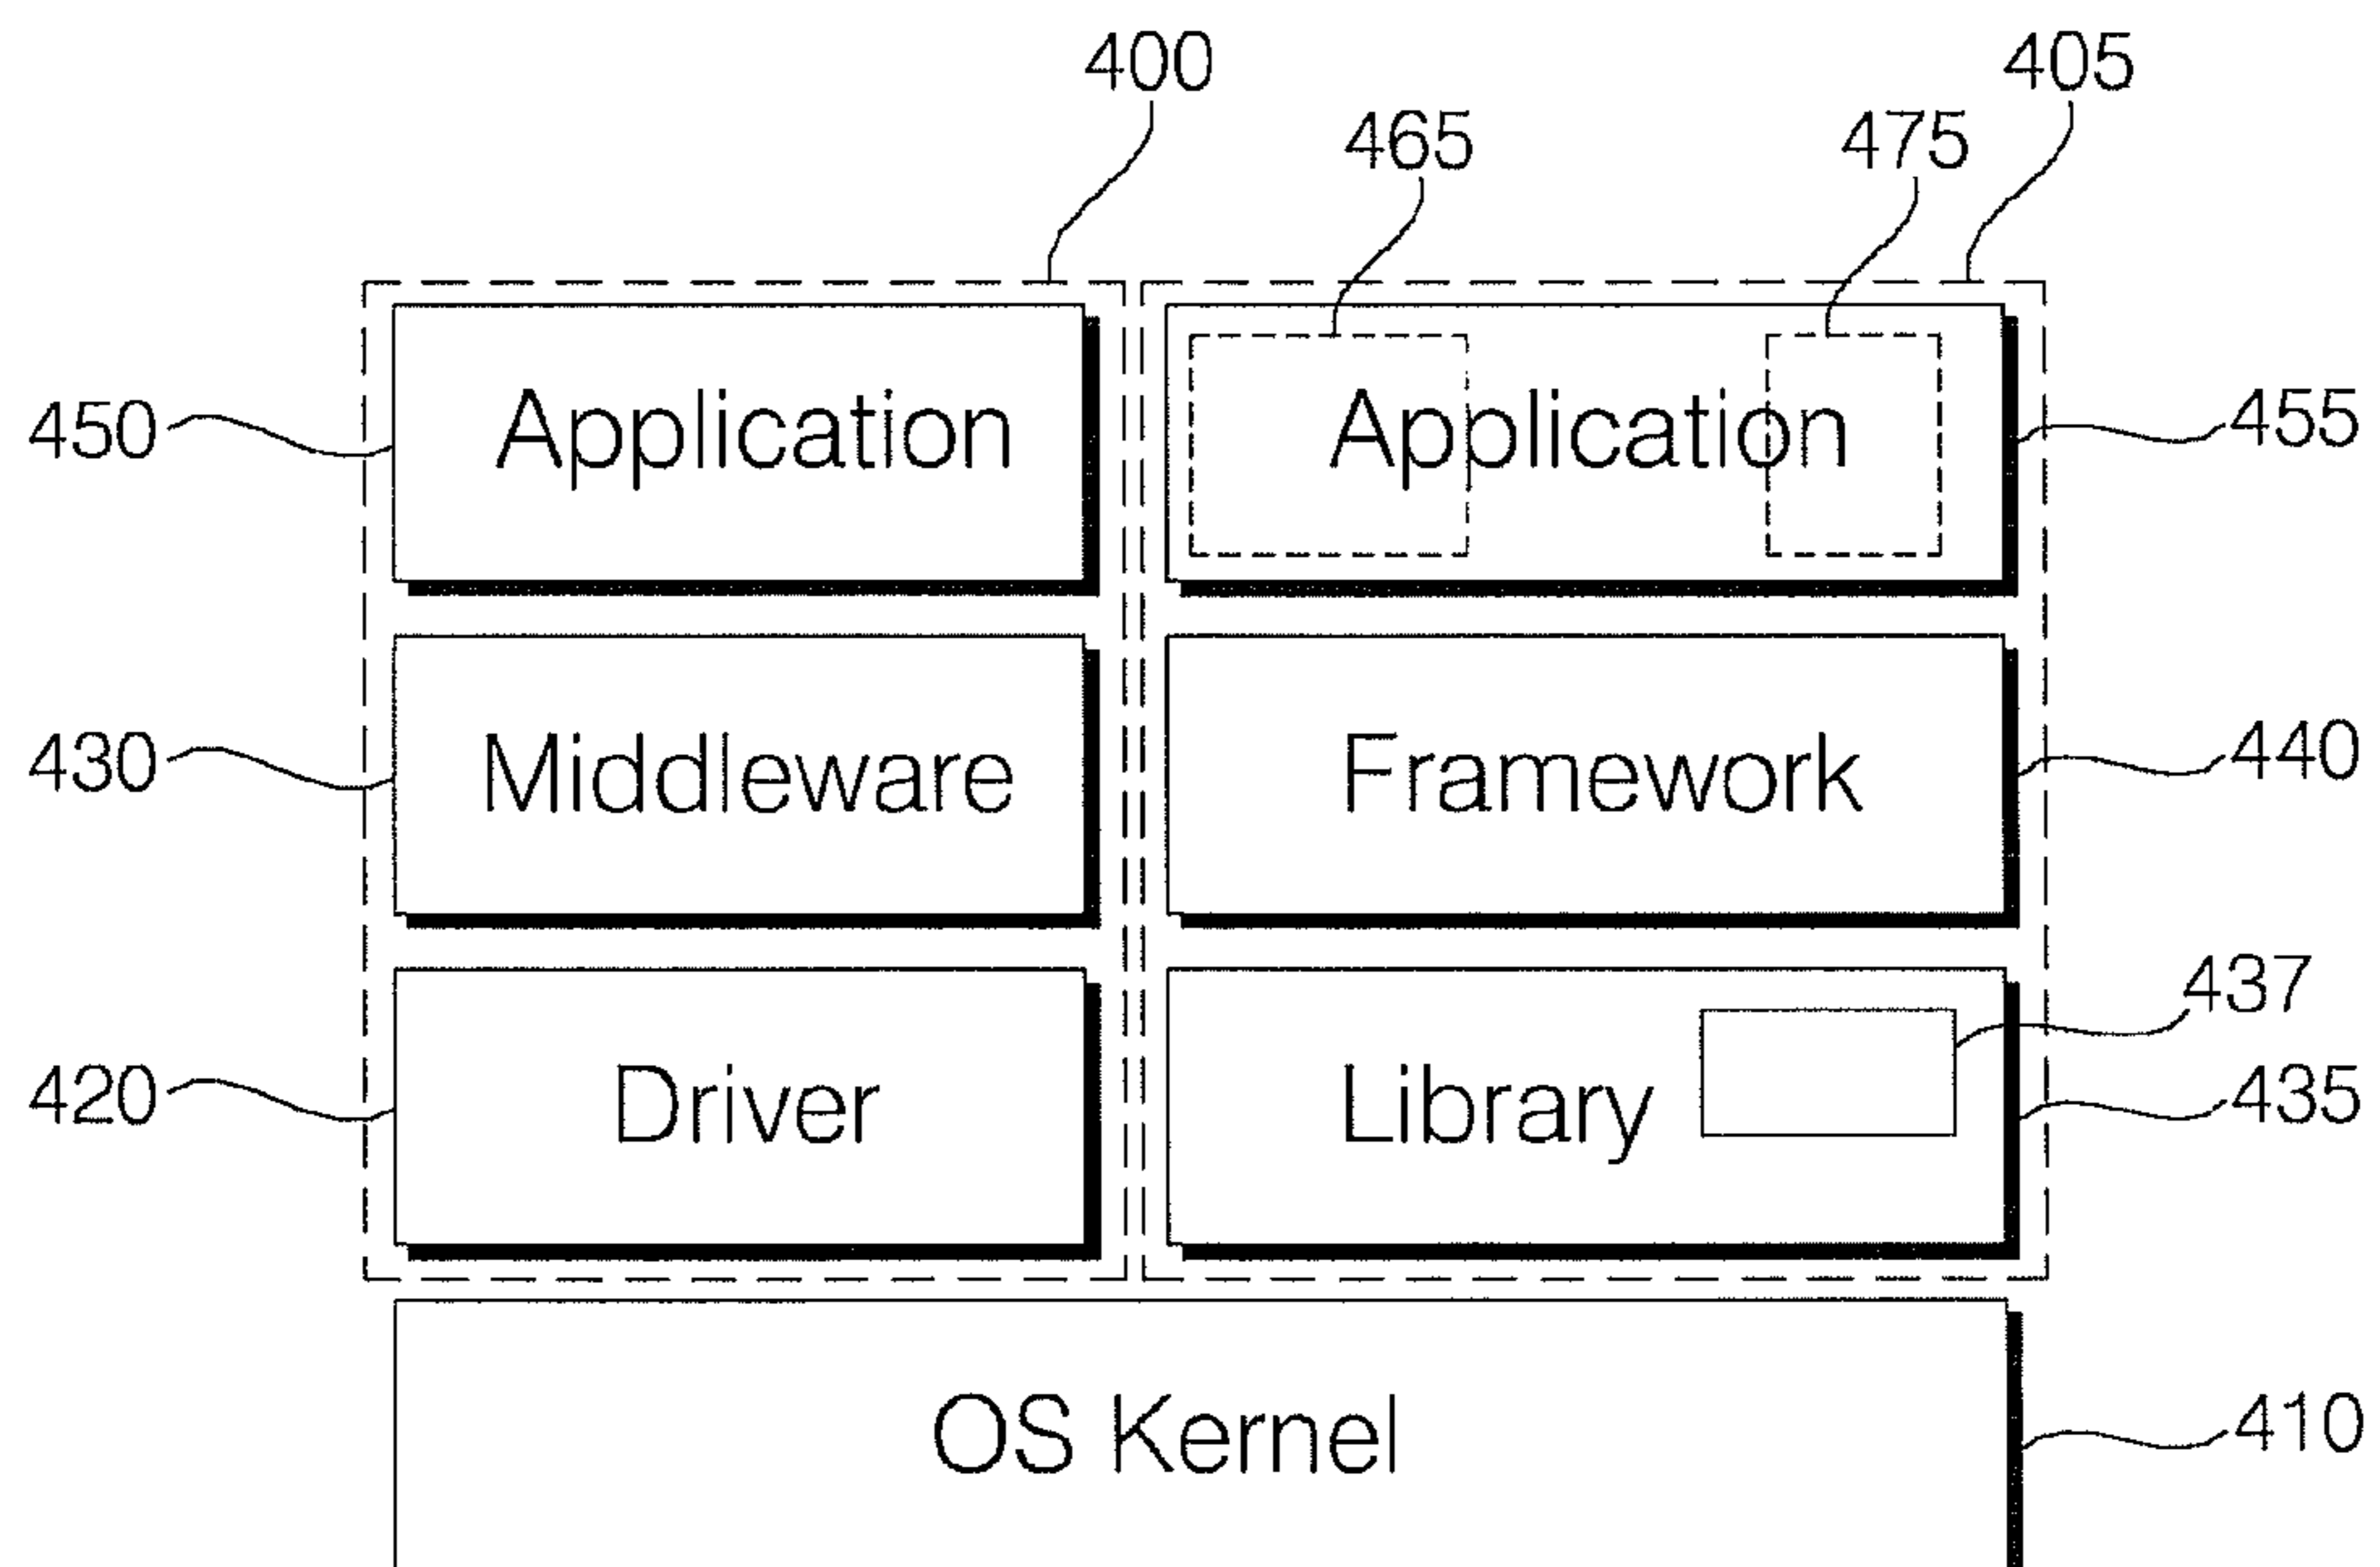 400 405
465 475
450 Application Application 455
430 Middleware Framework 440
437
420 Driver Library 435
OS Kernel 410